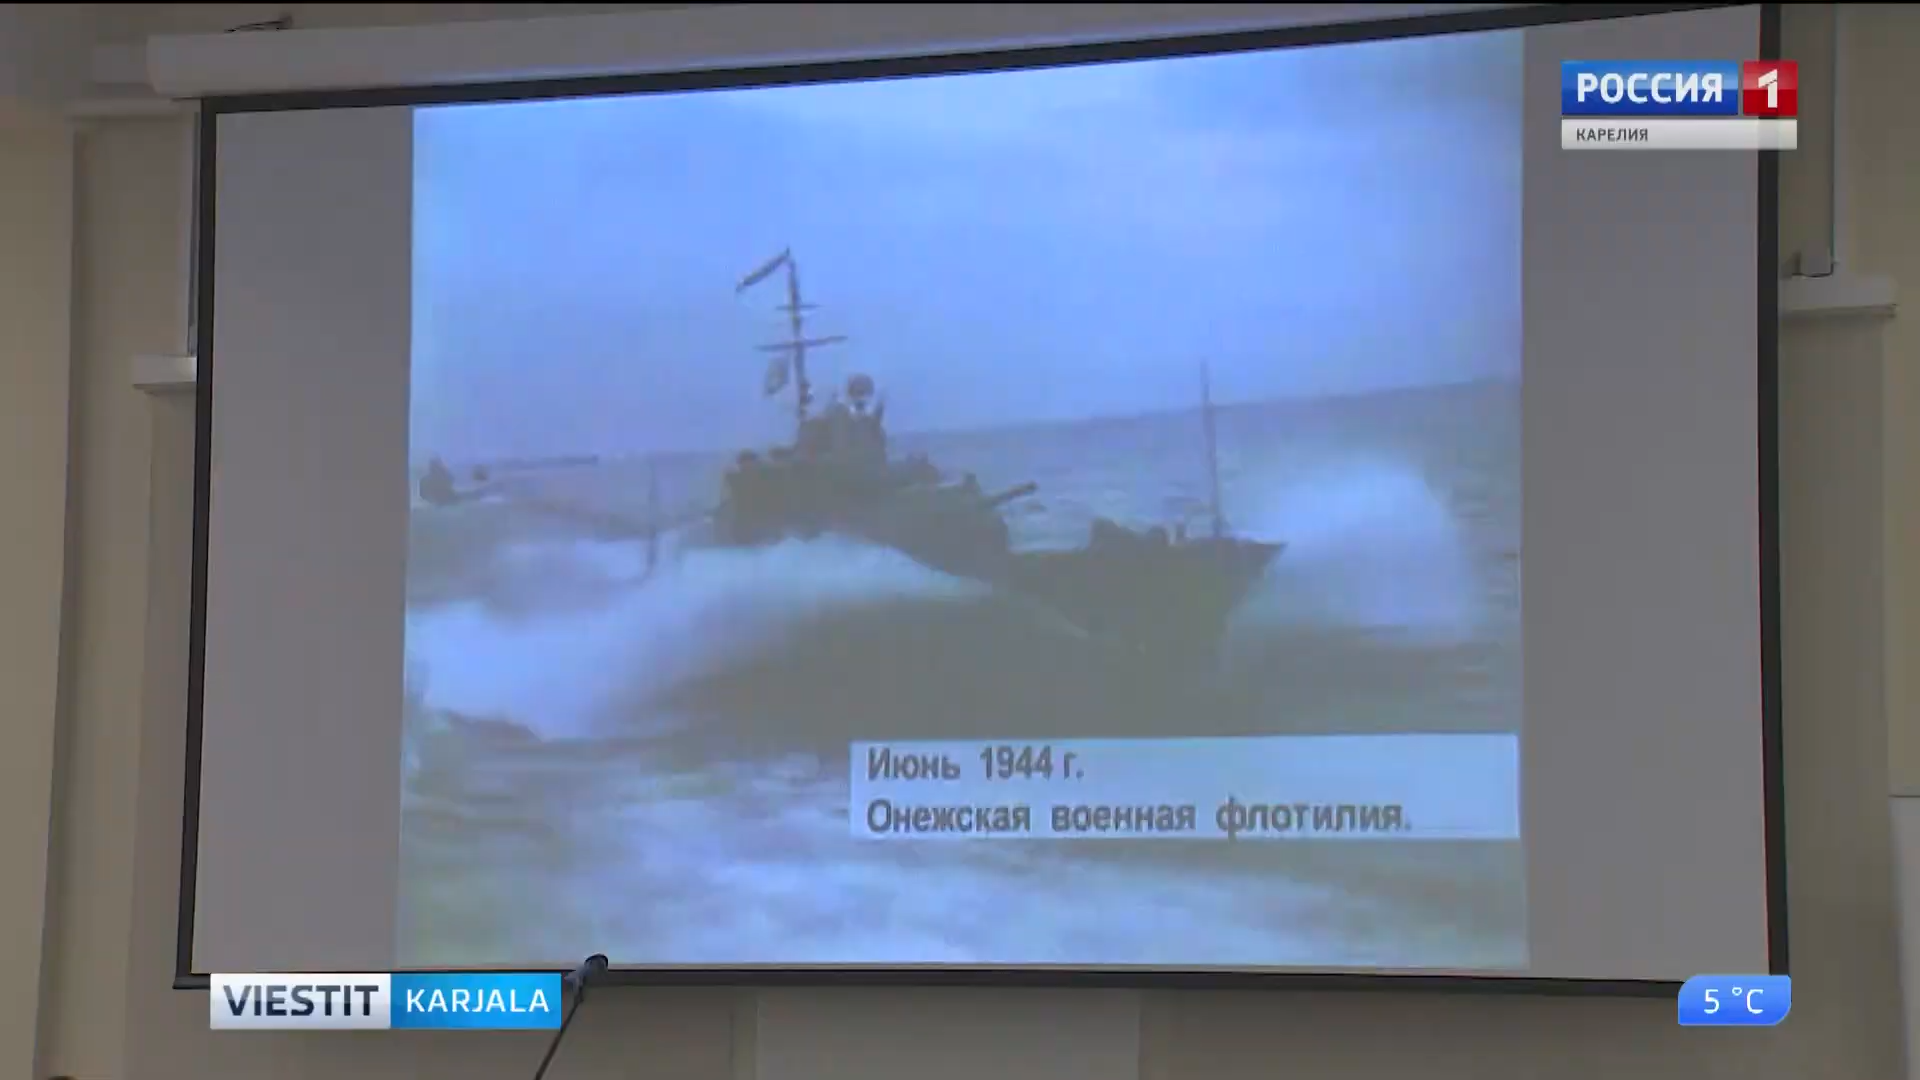 РОССИЯ 1
КАРЕЛИЯ
Июнь 1944 г.
Онежская военная флотилия.
VIESTIT KARJALA
5 °C